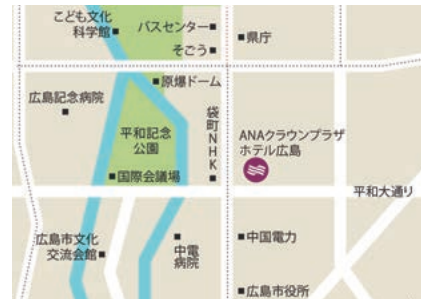 こども文化
科学館
バスセンター
そごう
県庁
原爆ドーム
広島記念病院
平和記念
公園
袋町NHK
ANAクラウンプラザ
ホテル広島
国際会議場
平和大通り
広島市文化
交流会館
中電
病院
中国電力
広島市役所